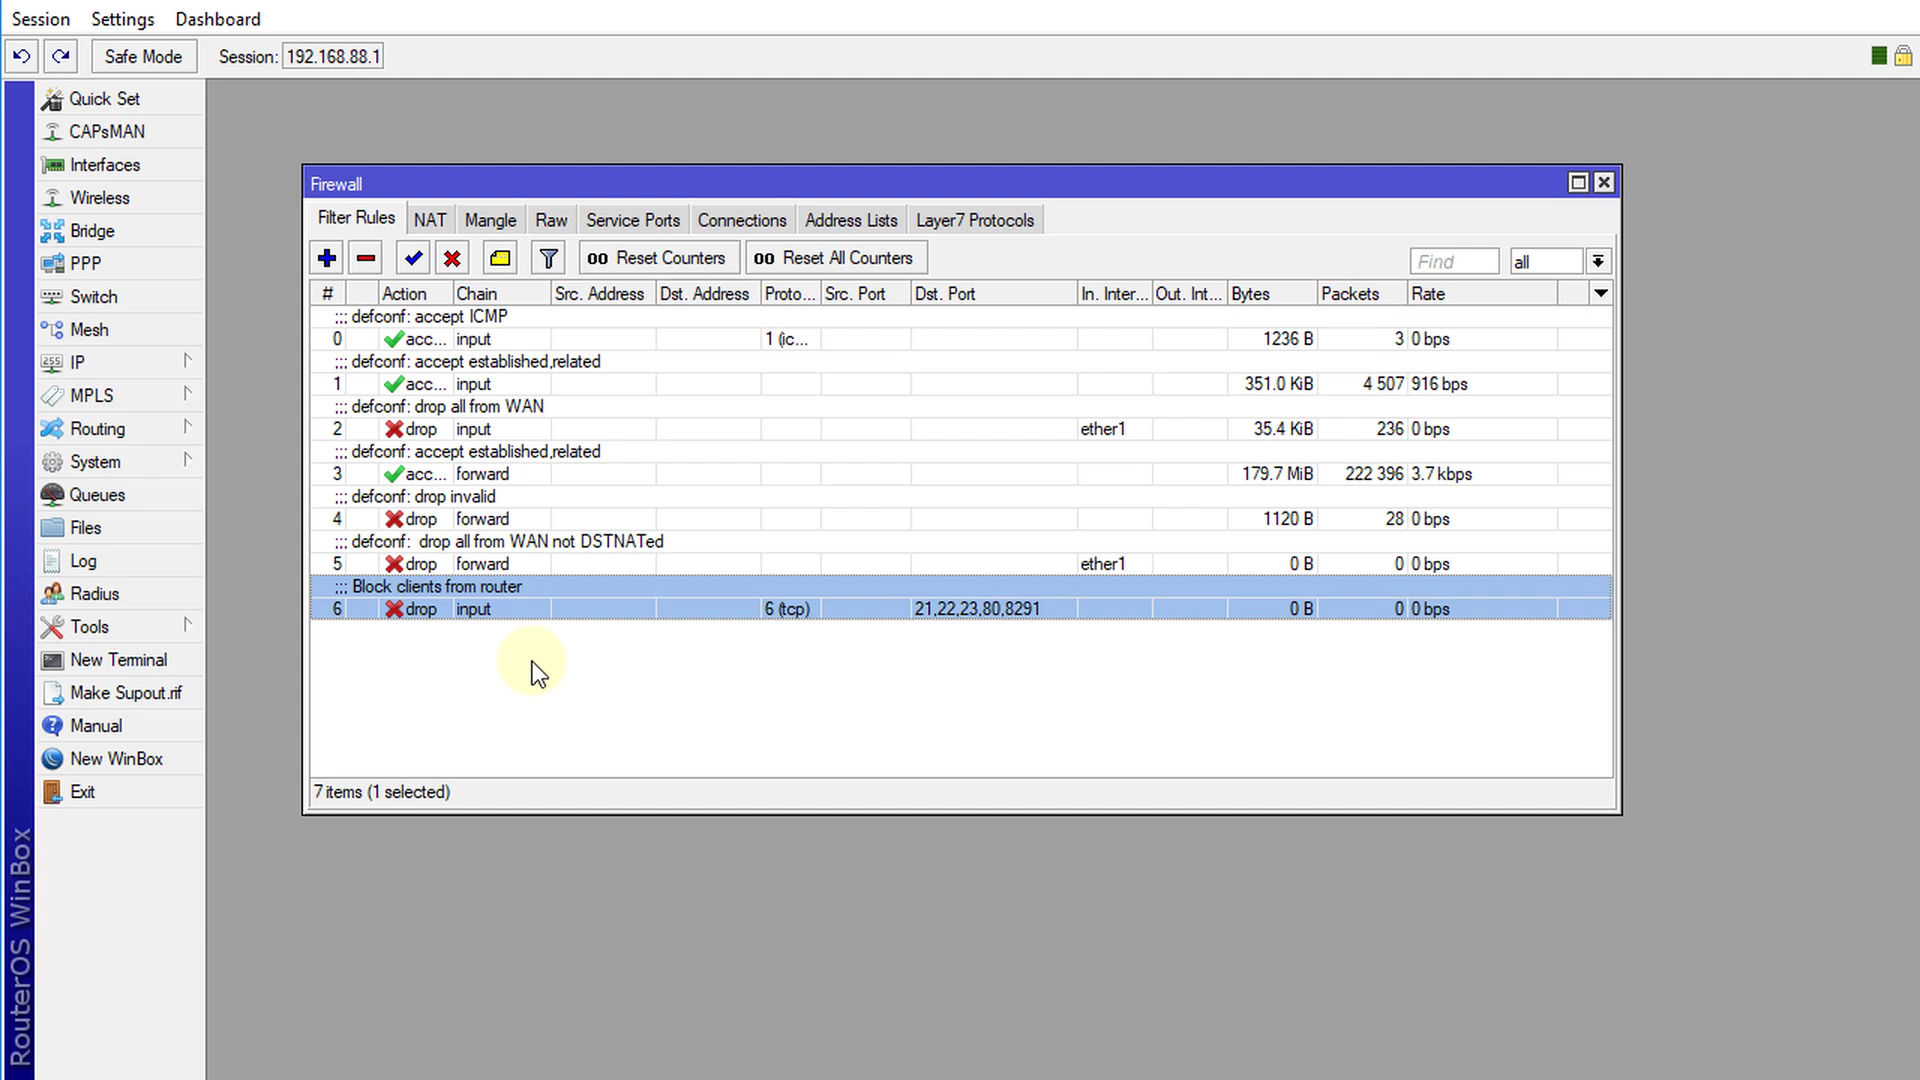 Session Settings Dashboard
Safe Mode Session: 192.168.88.1
Quick Set
CAPsMAN
Interfaces
Wireless
Bridge
PPP
Switch
Mesh
255 IP
MPLS
Routing
System
Queues
Files
Log
Radius
Tools
New Terminal
Make Supout.rif
Manual
New WinBox
Exit
RouterOS WinBox
Firewall
Filter Rules NAT Mangle Raw Service Ports Connections Address Lists Layer7 Protocols
00 Reset Counters 00 Reset All Counters Find all
# Action Chain Src. Address Dst. Address Proto... Src. Port Dst. Port In. Inter... Out. Int... Bytes Packets Rate
;;; defconf: accept ICMP
0 acc... input 1 (ic... 1236 B 3 0 bps
;;; defconf: accept established,related
1 acc... input 351.0 KiB 4 507 916 bps
;;; defconf: drop all from WAN
2 drop input ether1 35.4 KiB 236 0 bps
;;; defconf: accept established,related
3 acc... forward 179.7 MiB 222 396 3.7 kbps
;;; defconf: drop invalid
4 drop forward 1120 B 28 0 bps
;;; defconf: drop all from WAN not DSTNATed
5 drop forward ether1 0 B 0 0 bps
;;; Block clients from router
6 drop input 6 (tcp) 21,22,23,80,8291 0 B 0 0 bps
7 items (1 selected)